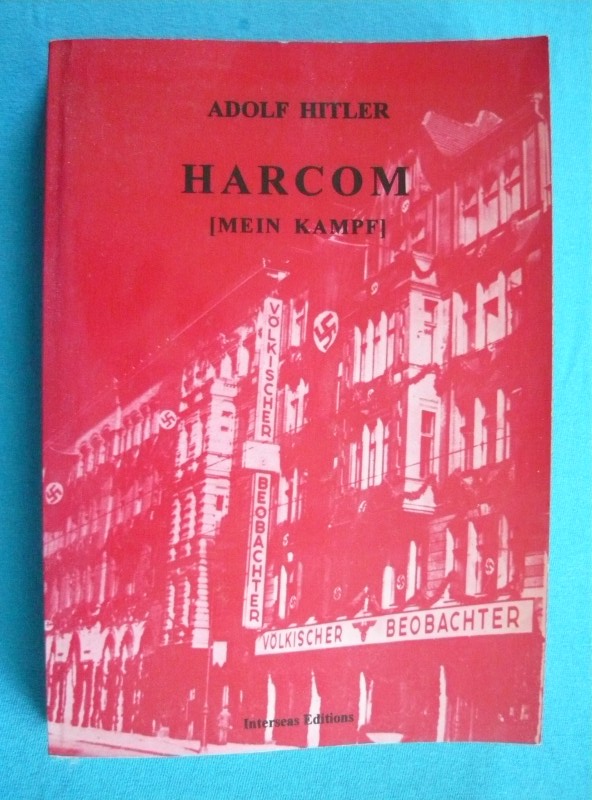 ADOLF HITLER
HARCOM
[MEIN KAMPF]
VÖLKISCHER
BEOBACHTER
VÖLKISCHER BEOBACHTER
Interseas Editions